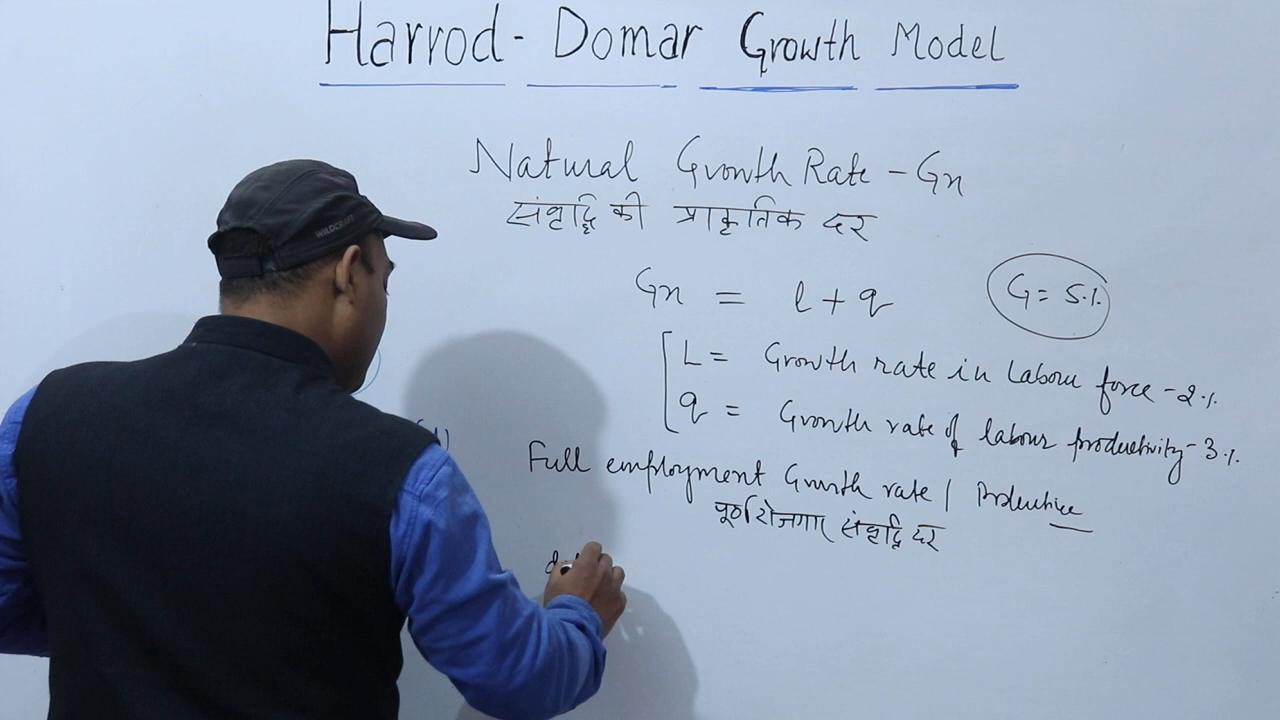 Harrod-Domar Growth Model
Natural Growth Rate - Gn
संवृद्धि की प्राकृतिक दर
Gn = l + q
G = 5%
L = Growth rate in Labour force - 2%
q = Growth rate of labour productivity - 3%
Full employment Growth rate /
पूर्ण रोजगार संवृद्धि दर
WILDCRAFT